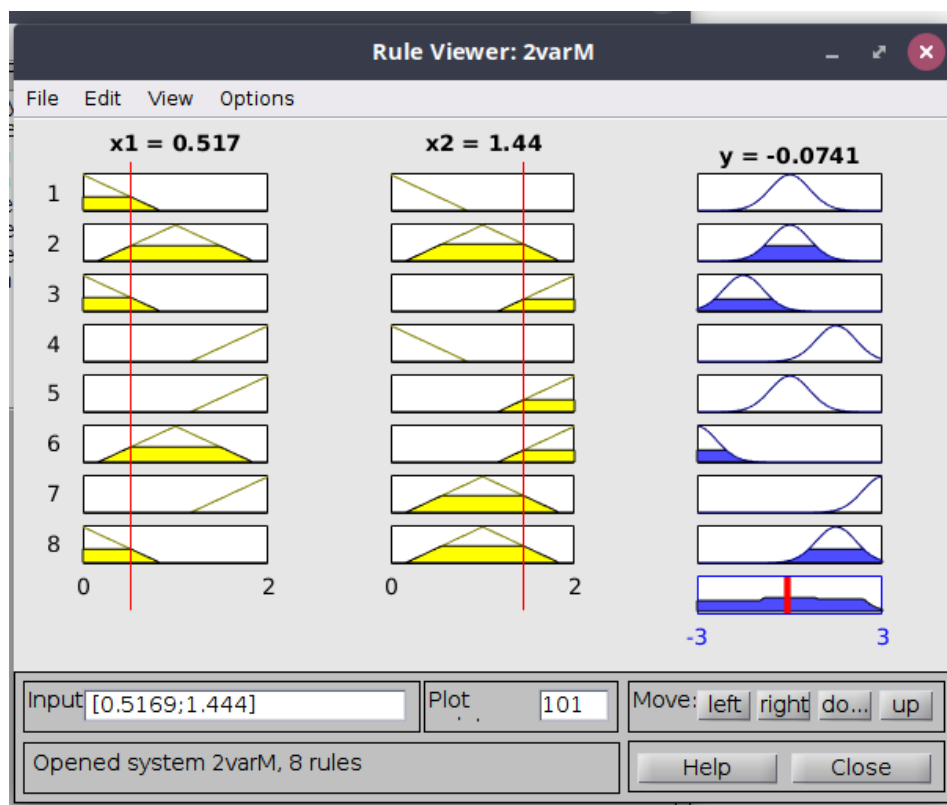 Rule Viewer: 2varM
File Edit View Options
x1 = 0.517 x2 = 1.44 y = -0.0741
1
2
3
4
5
6
7
8
0 2 0 2
-3 3
Input [0.5169;1.444] Plot 101 Move: left right do... up
Opened system 2varM, 8 rules Help Close